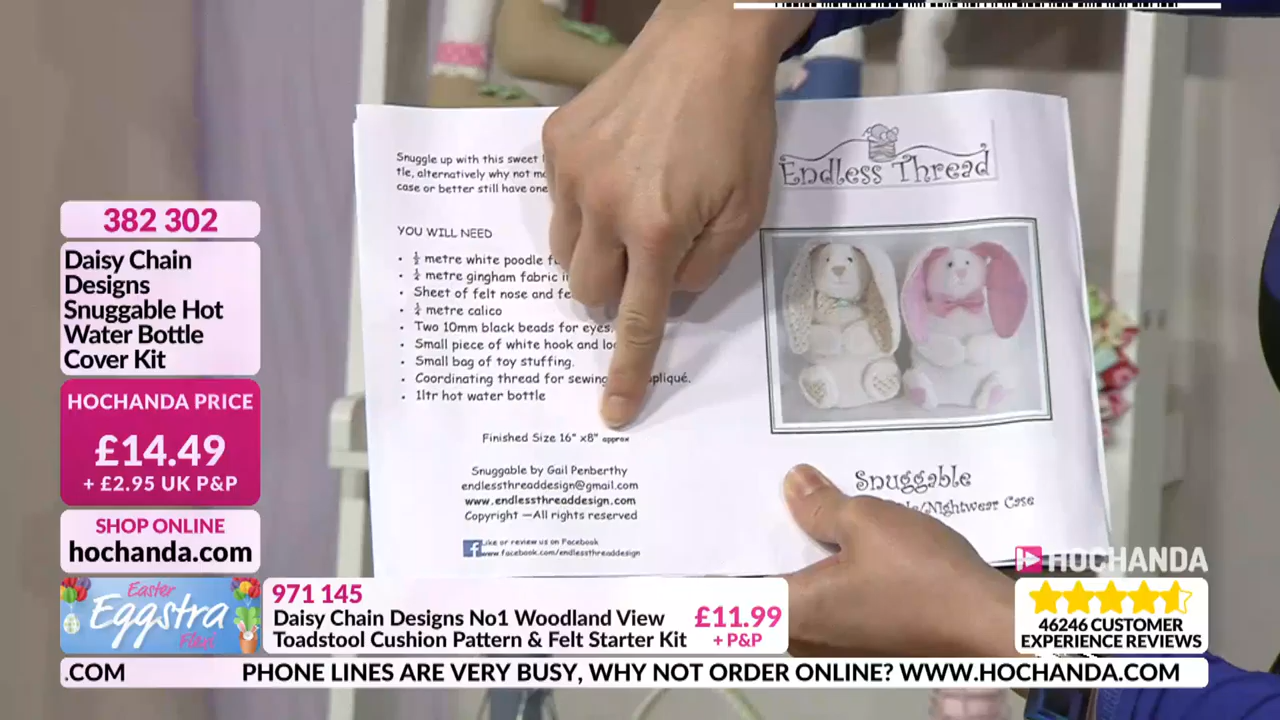 382 302
Daisy Chain
Designs
Snuggable Hot
Water Bottle
Cover Kit
HOCHANDA PRICE
£14.49
+ £2.95 UK P&P
SHOP ONLINE
hochanda.com
Snuggle up with this sweet
tle, alternatively why not
case or better still have one
YOU WILL NEED
• ½ metre white poodle
• metre gingham fabric
• Sheet of felt nose and
• metre calico
• Two 10mm black beads for eyes.
• Small piece of white hook and
• Small bag of toy stuffing.
• Coordinating thread for sewing
• 1ltr hot water bottle
Finished Size 16" x8" approx
Snuggable by Gail Penberthy
endlessthreaddesign@gmail.com
www.endlessthreaddesign.com
Copyright —All rights reserved
Like or review us on Facebook
www.facebook.com/endlessthreaddesign
Endless Thread
Snuggable
/Nightwear Case
HOCHANDA
46246 CUSTOMER
EXPERIENCE REVIEWS
Easter
Eggstra
971 145
Daisy Chain Designs No1 Woodland View
Toadstool Cushion Pattern & Felt Starter Kit
£11.99
+ P&P
.COM PHONE LINES ARE VERY BUSY, WHY NOT ORDER ONLINE? WWW.HOCHANDA.COM